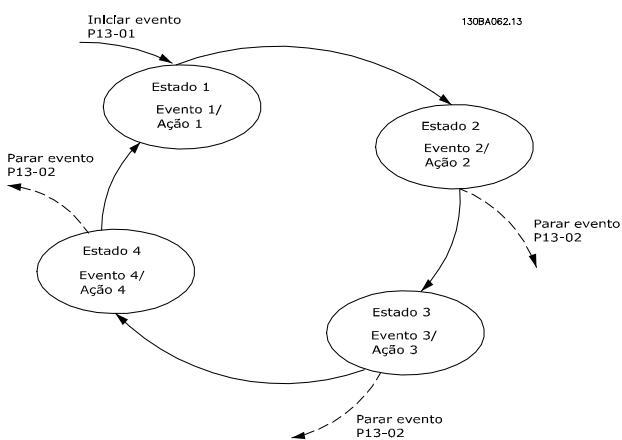 Iniciar evento
P13-01
130BA062.13
Estado 1
Evento 1/
Ação 1
Estado 2
Evento 2/
Ação 2
Parar evento
P13-02
Parar evento
P13-02
Estado 4
Evento 4/
Ação 4
Estado 3
Evento 3/
Ação 3
Parar evento
P13-02